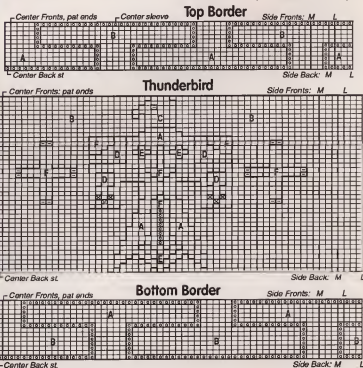 Top Border
Center Fronts, pat ends Center sleeve Side Fronts: M L
B B
A A A
Center Back st Side Back: M L
Thunderbird
Center Fronts: pat ends Side Fronts: M L
B C B
A
F F
D E E C D
F F F
D D
F
A A
E
Center Back st. Side Back: M L
Bottom Border
Center Fronts, pat ends Side Fronts: M L
A A
B B D
Center Back st. Side Back: M L